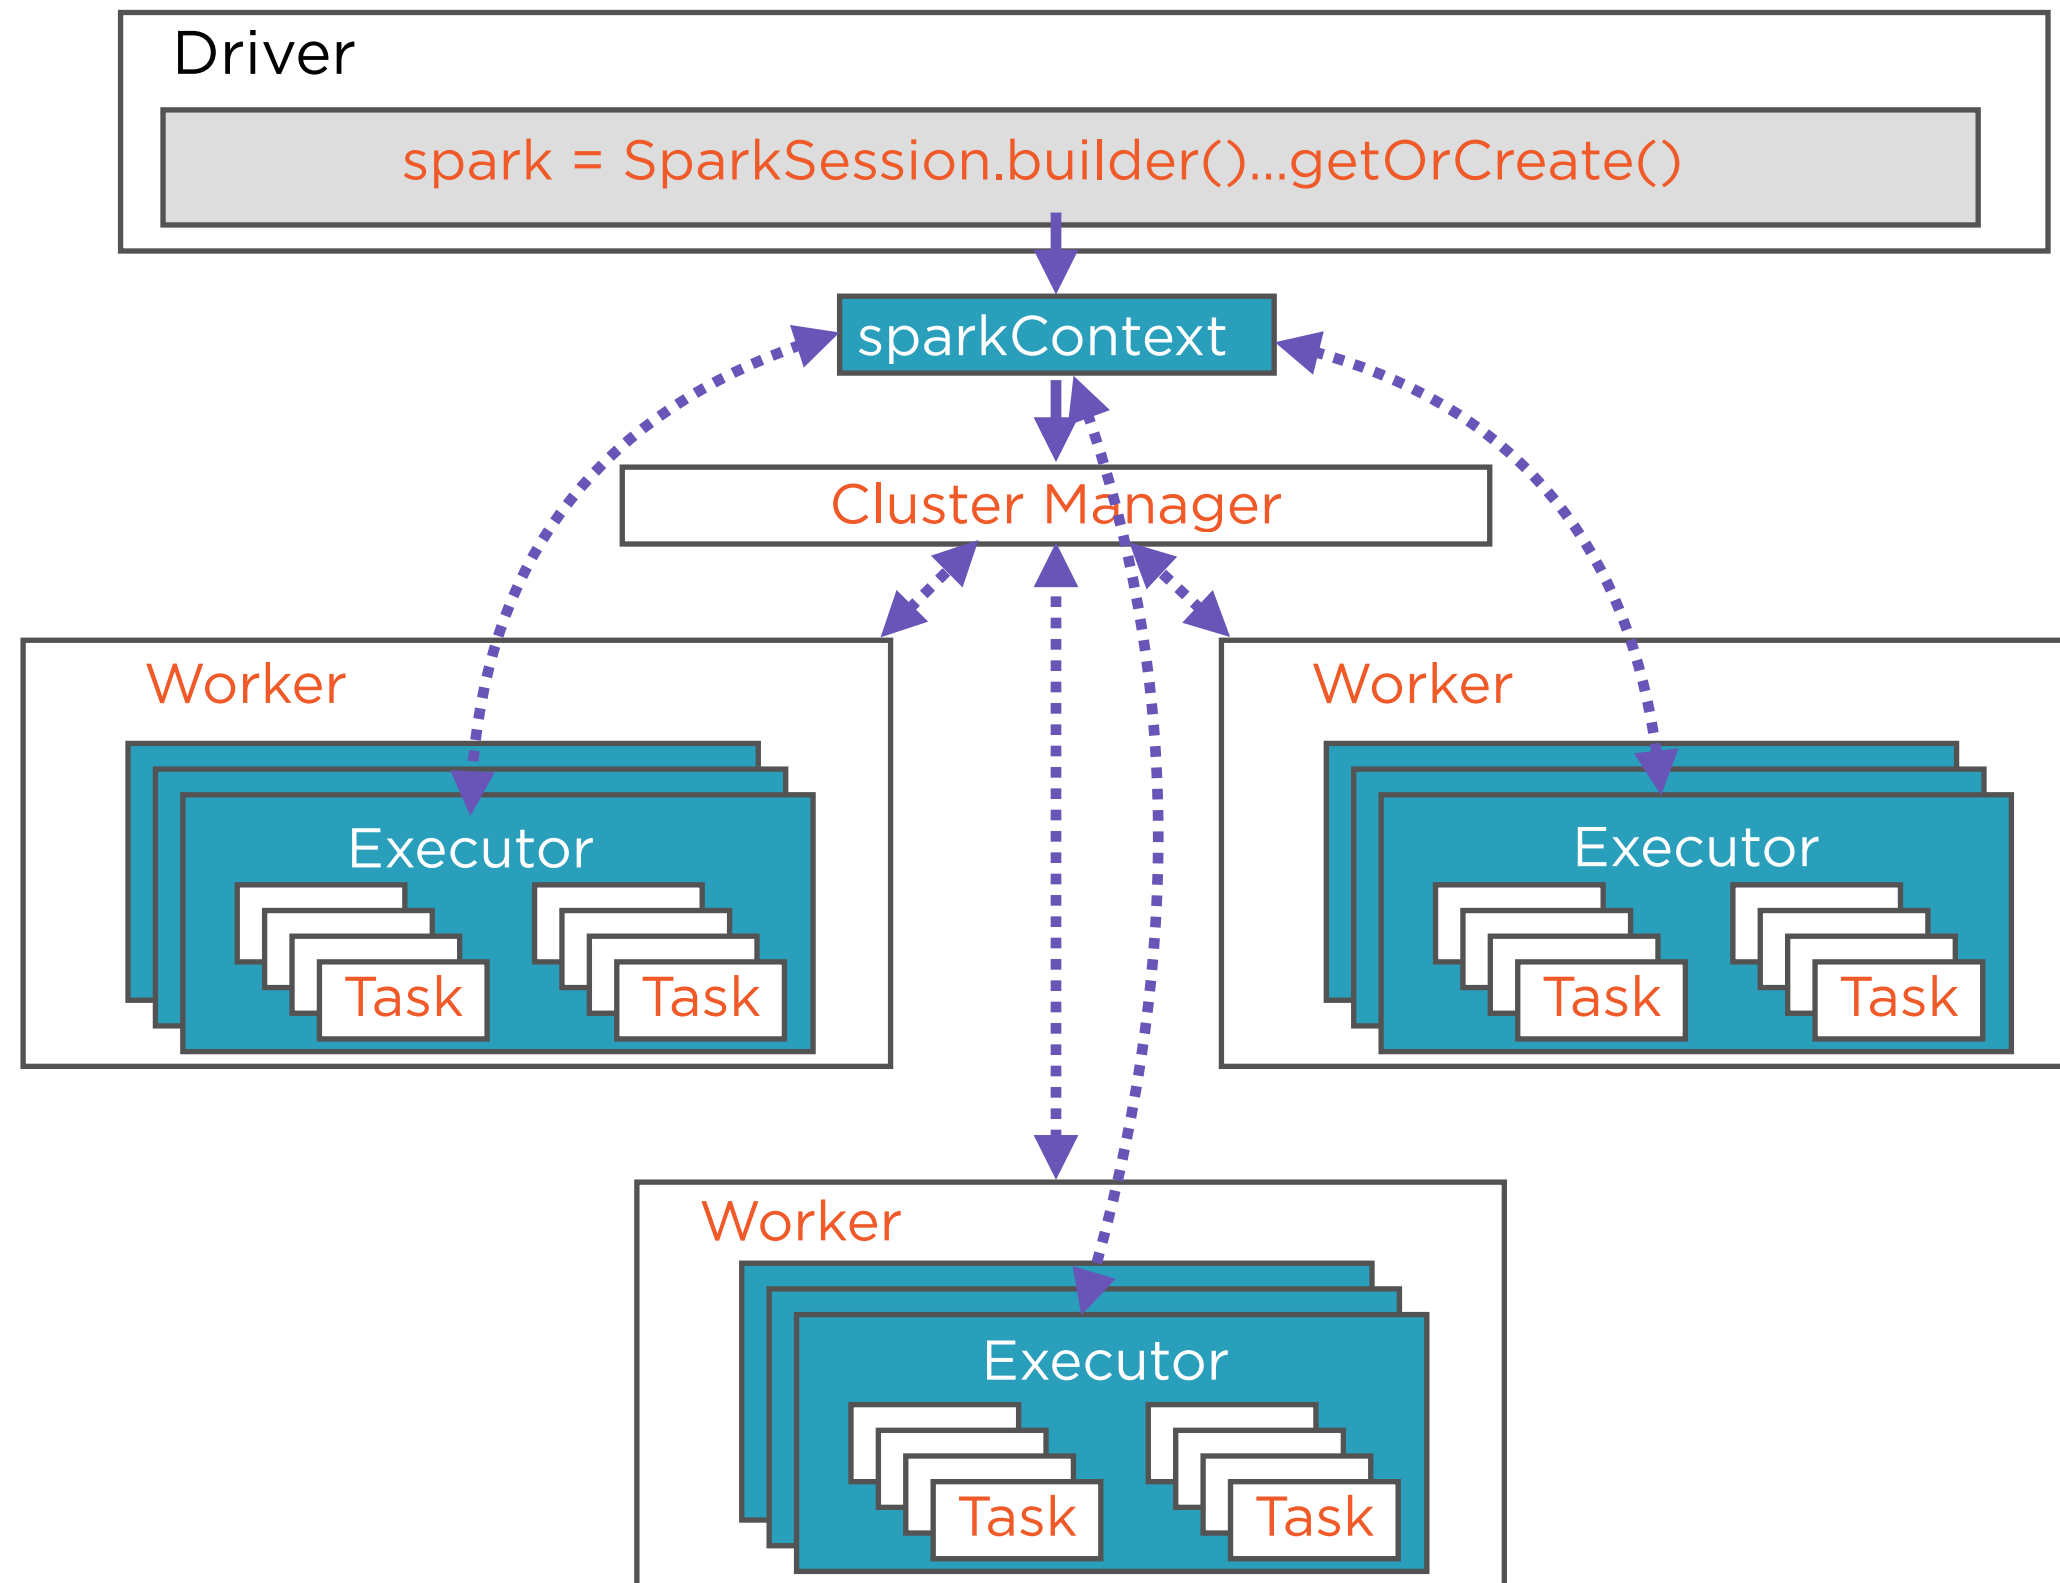 Driver
spark = SparkSession.builder()...getOrCreate()
sparkContext
Cluster Manager
Worker
Executor
Task
Task
Worker
Executor
Task
Task
Worker
Executor
Task
Task